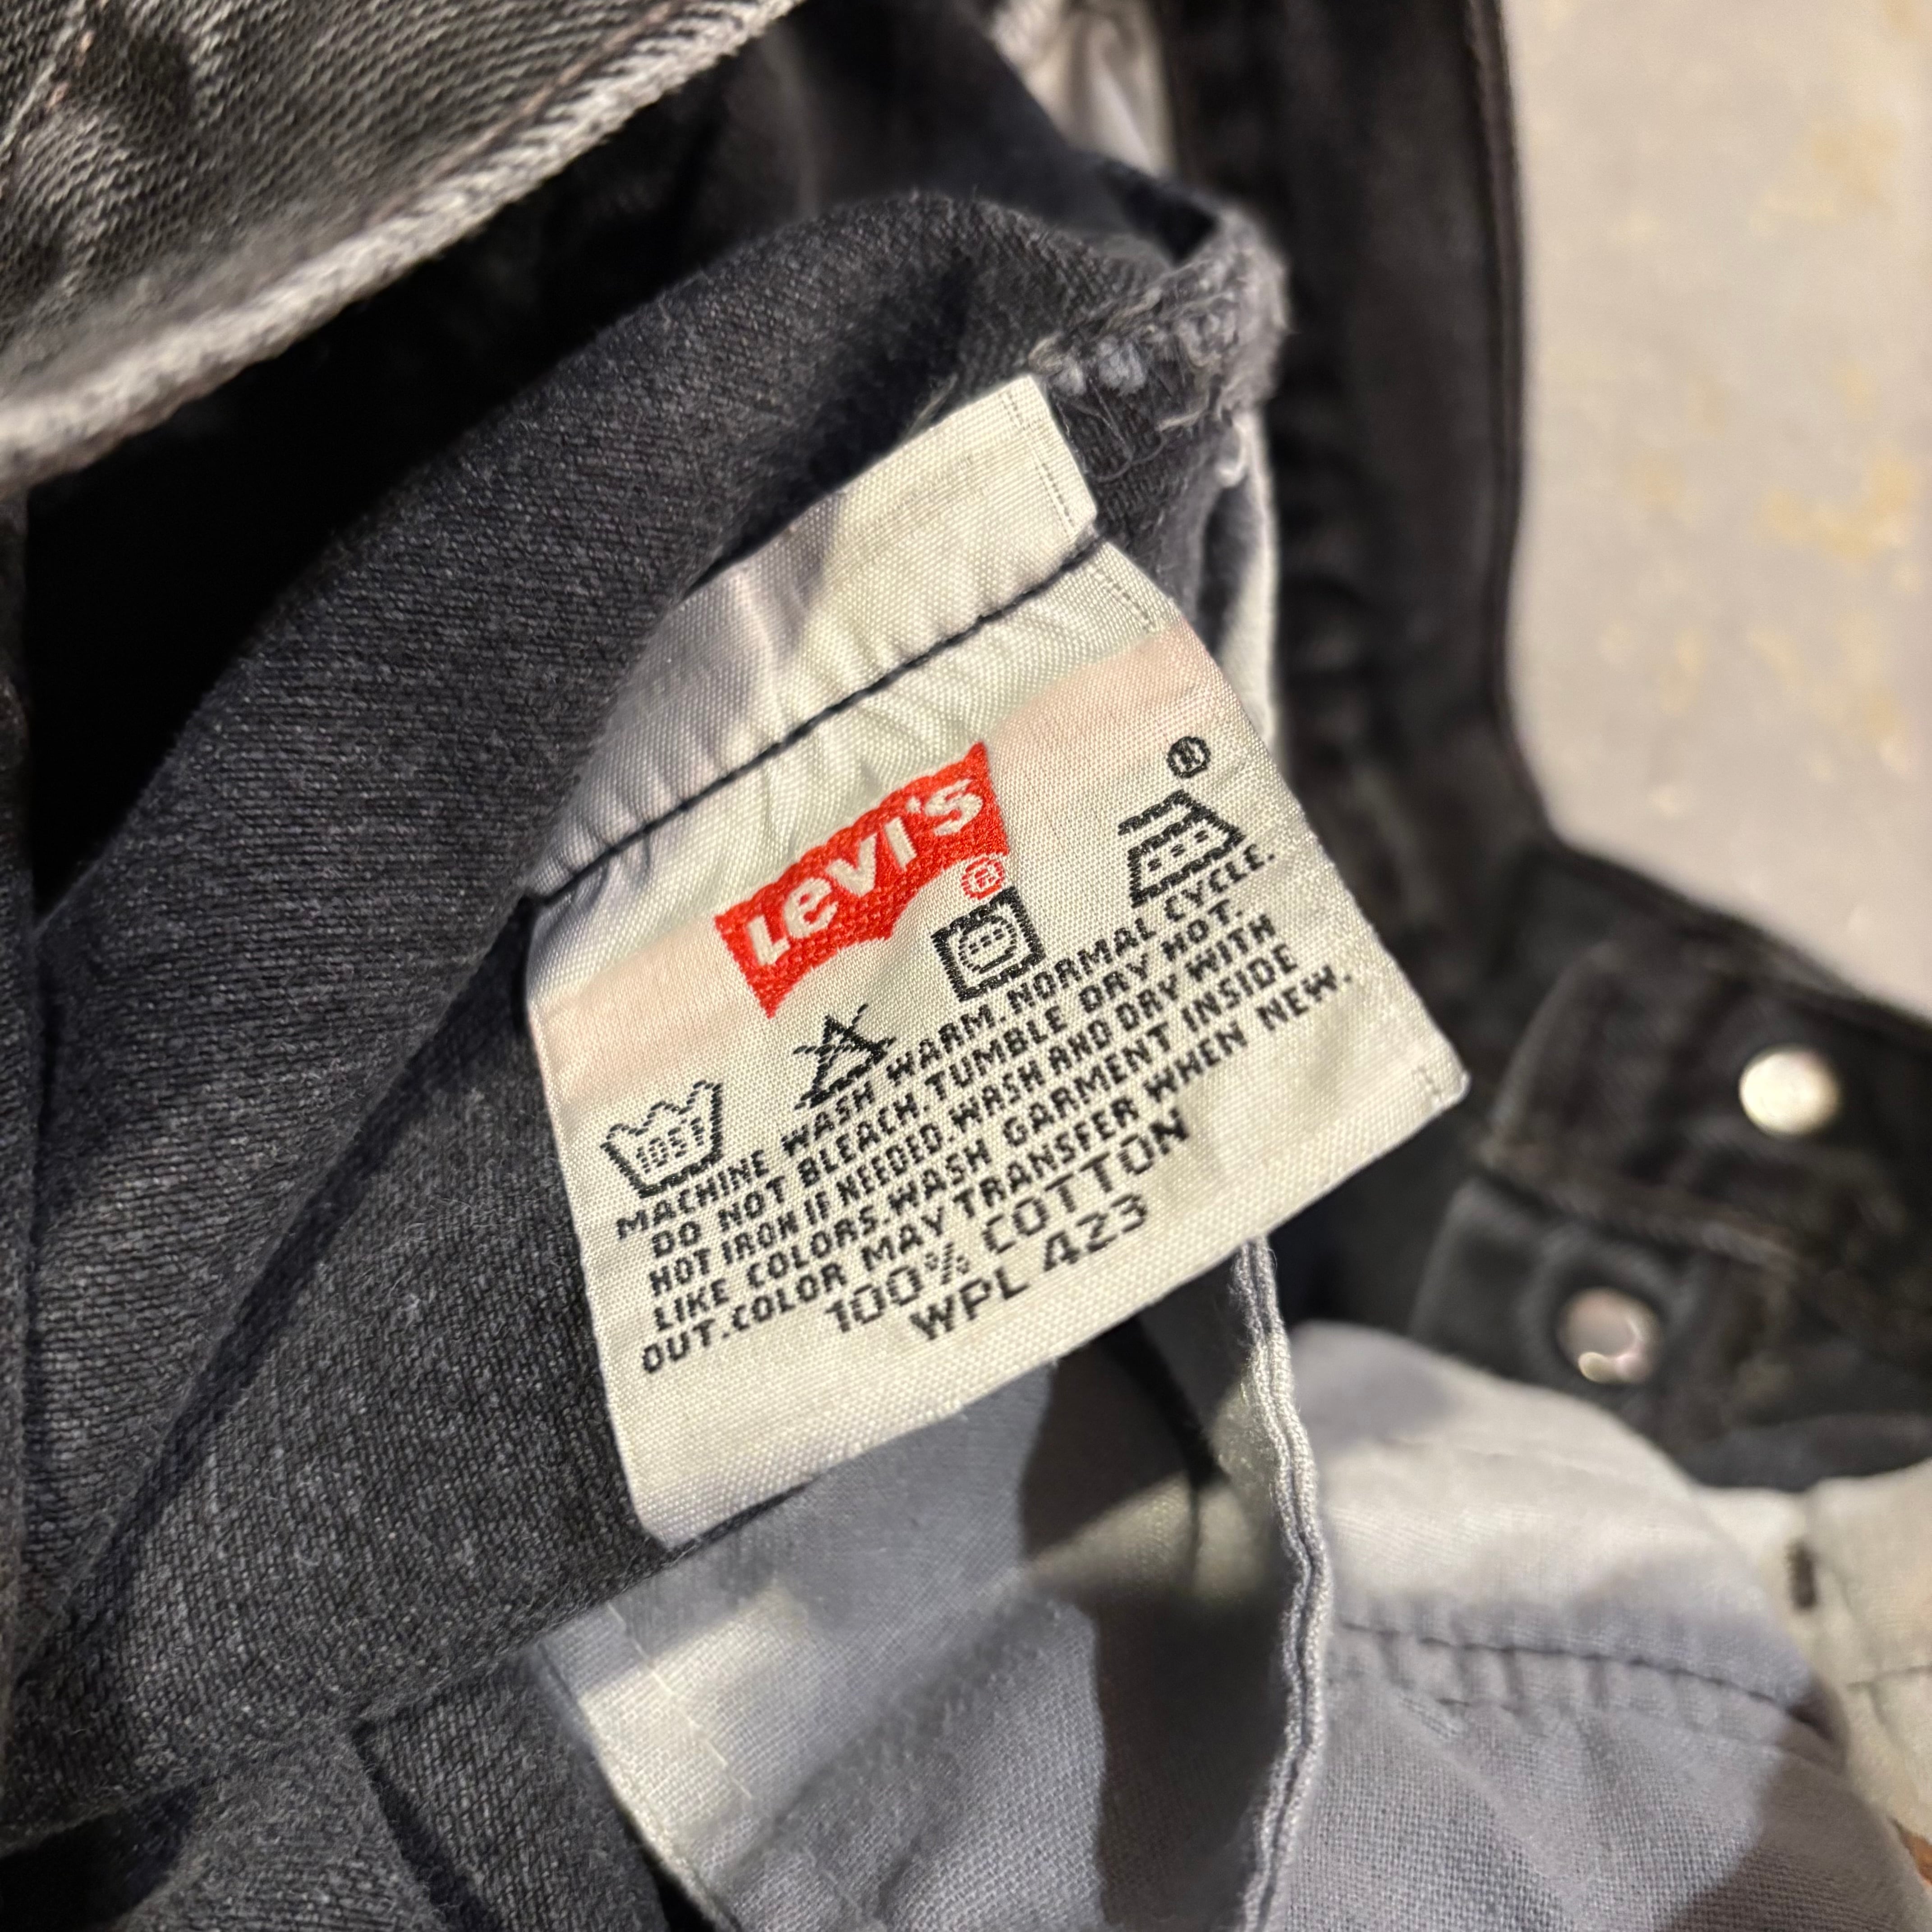 Levi's
®
®
105F
MACHINE WASH WARM. NORMAL CYCLE.
DO NOT BLEACH. TUMBLE DRY HOT.
HOT IRON IF NEEDED. WASH AND DRY WITH
LIKE COLORS. WASH GARMENT INSIDE
OUT. COLOR MAY TRANSFER WHEN NEW.
100% COTTON
WPL 423